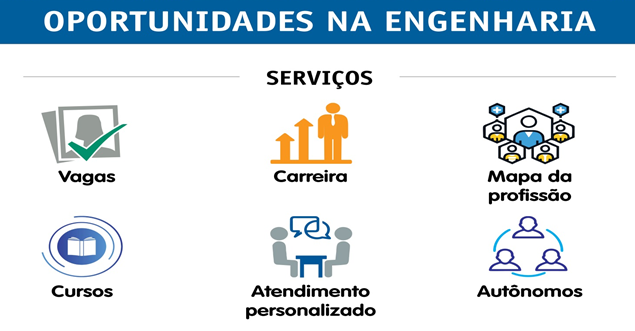 OPORTUNIDADES NA ENGENHARIA
SERVIÇOS
Vagas
Carreira
Mapa da
profissão
Cursos
Atendimento
personalizado
Autônomos